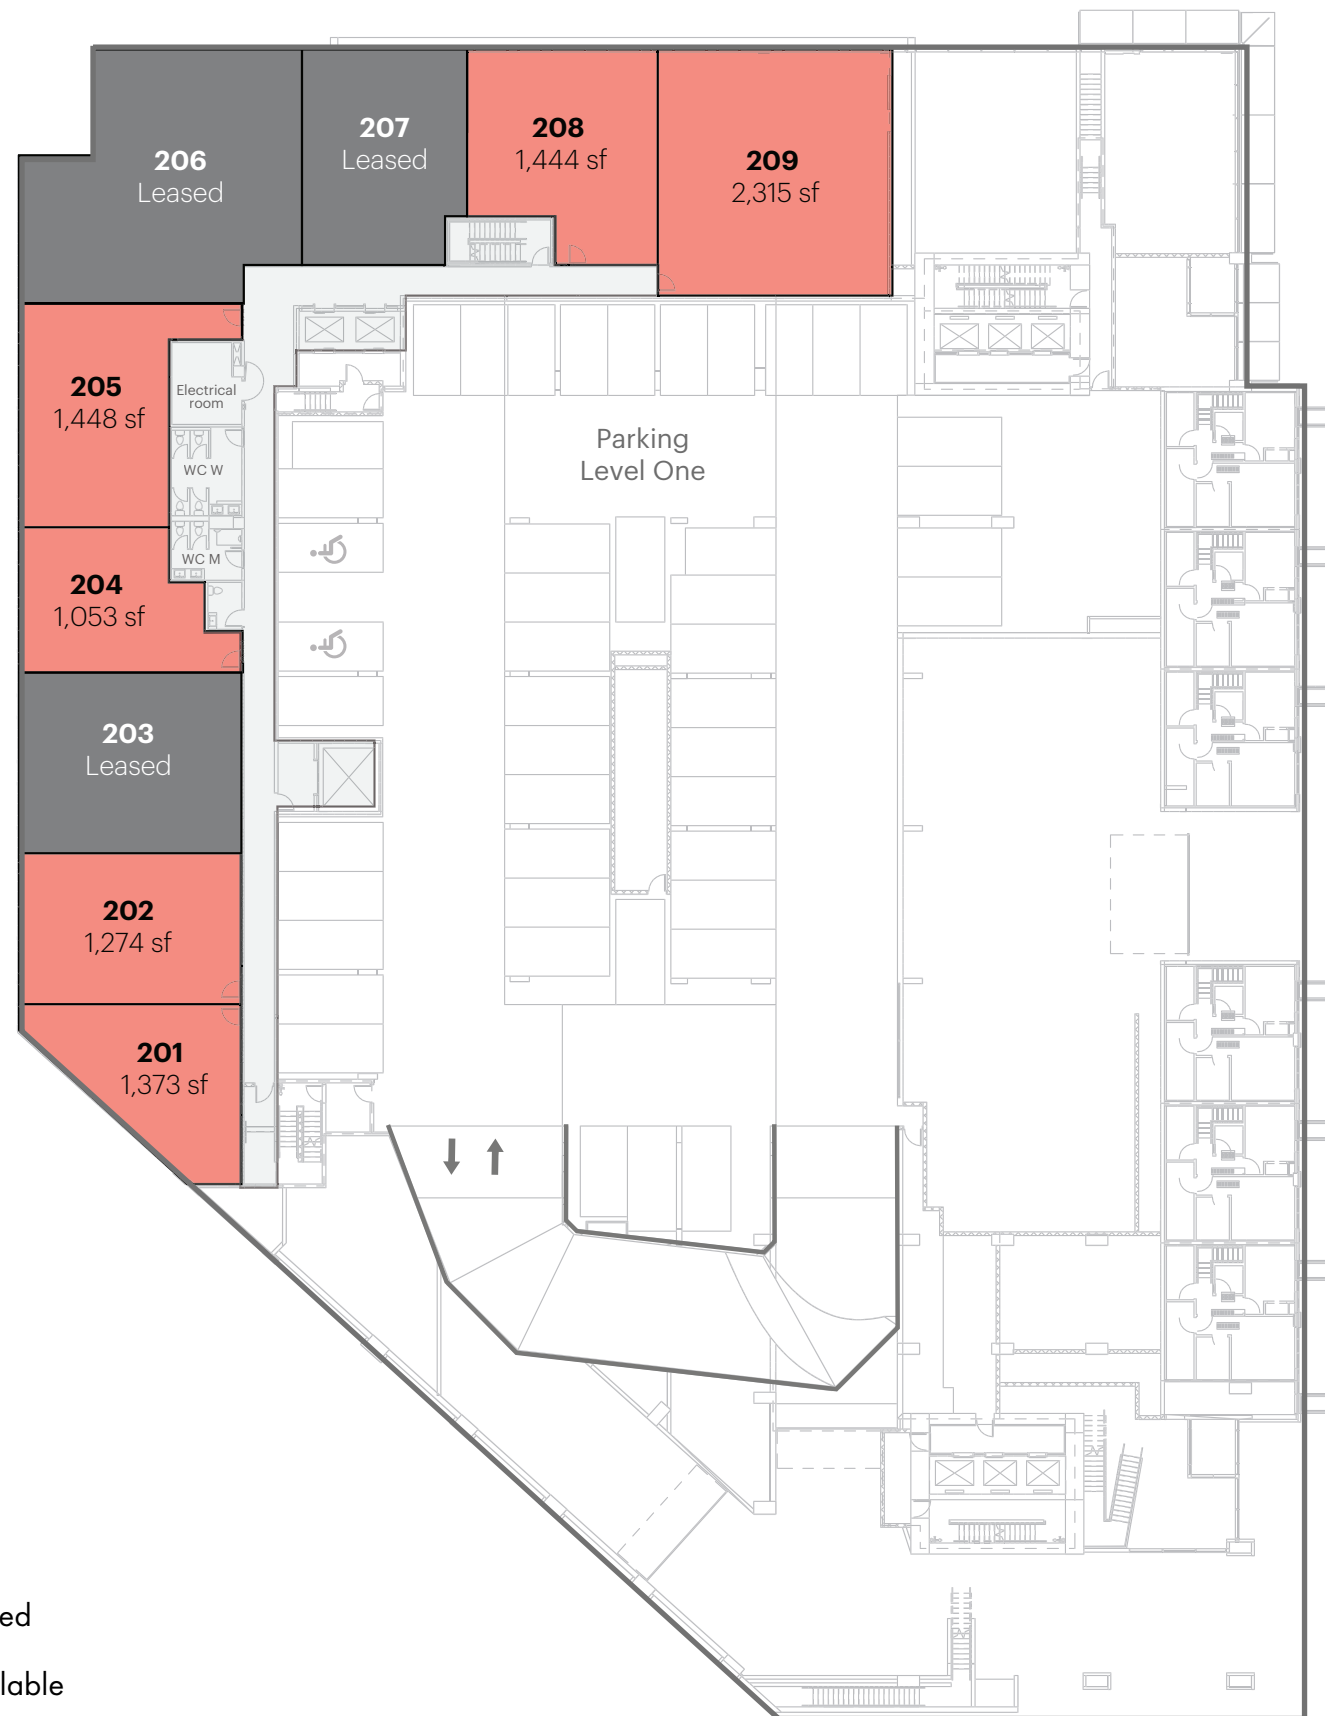 206
Leased
207
Leased
208
1,444 sf
209
2,315 sf
205
1,448 sf
Electrical
room
WC W
WC M
Parking
Level One
204
1,053 sf
203
Leased
202
1,274 sf
201
1,373 sf
ed
lable